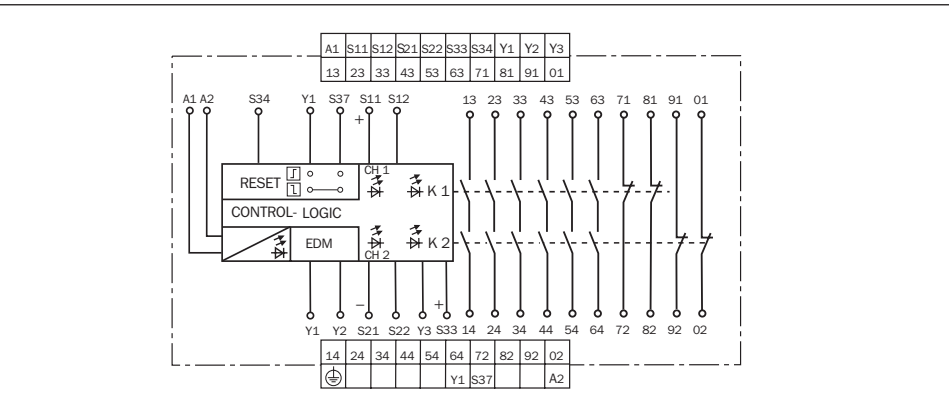 A1 S11 S12 S21 S22 S33 S34 Y1 Y2 Y3
13 23 33 43 53 63 71 81 91 01
A1 A2 S34 Y1 S37 S11 S12 13 23 33 43 53 63 71 81 91 01
+
CH 1
RESET
K 1
CONTROL- LOGIC
EDM
K 2
CH 2
− +
Y1 Y2 S21 S22 Y3 S33 14 24 34 44 54 64 72 82 92 02
14 24 34 44 54 64 72 82 92 02
Y1 S37 A2